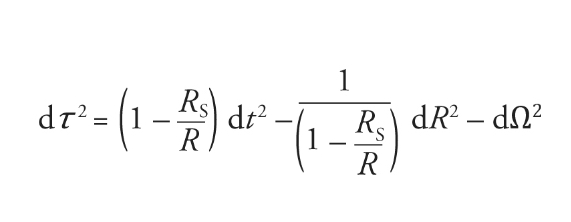 dτ² = (1 − R_S/R) dt² − 1/(1 − R_S/R) dR² − dΩ²